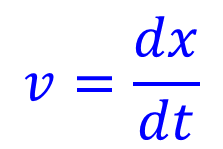 v = dx/dt